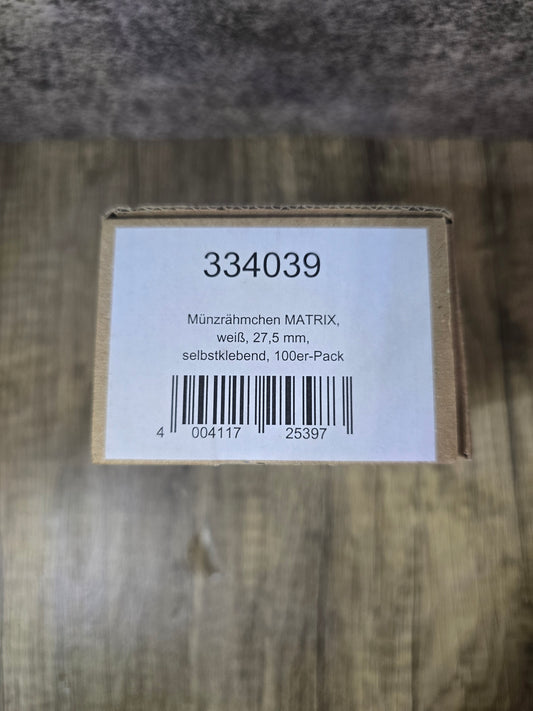 334039
Münzrähmchen MATRIX,
weiß, 27,5 mm,
selbstklebend, 100er-Pack
4 004117 25397